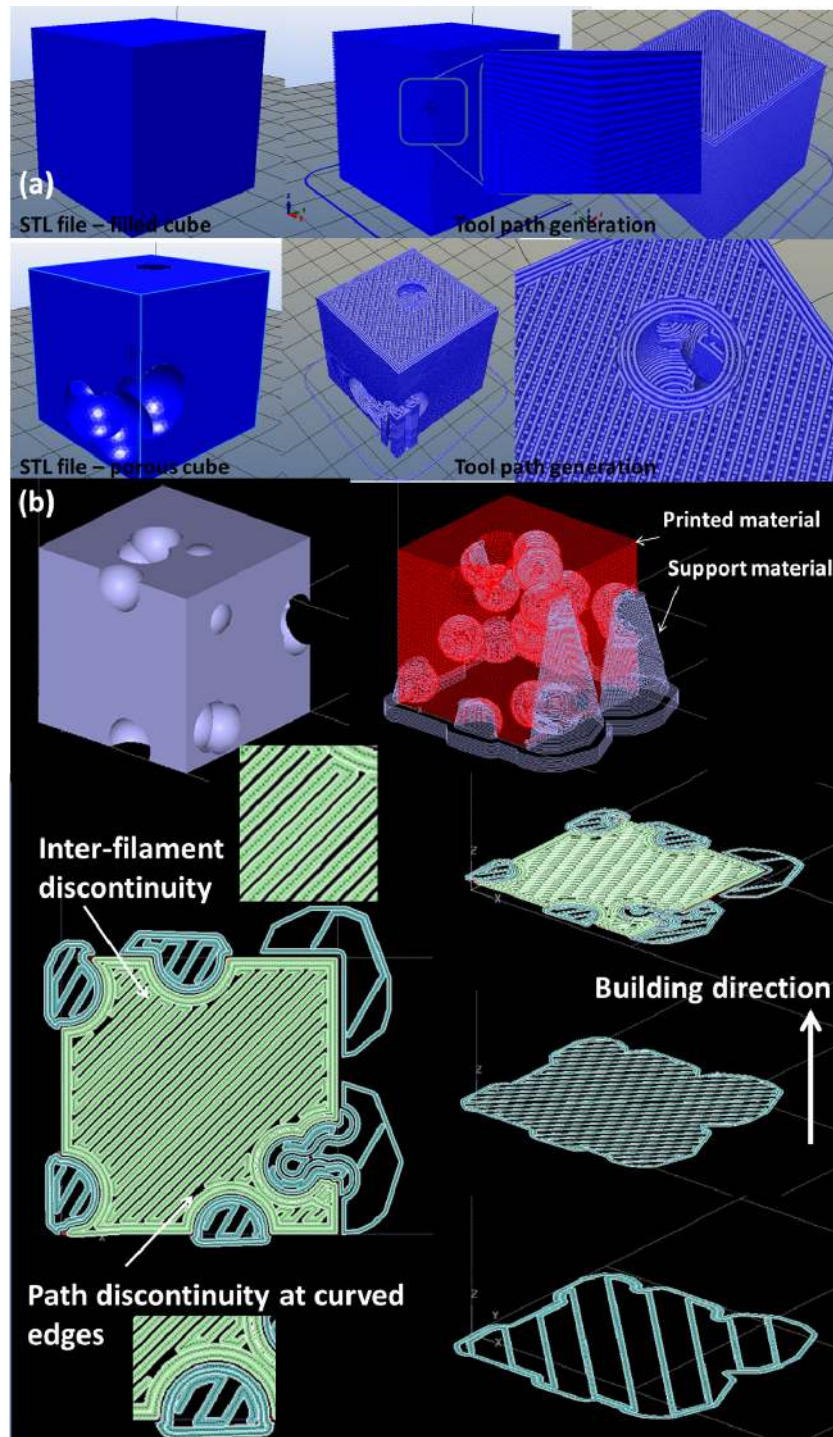 (a)
STL file – filled cube
Tool path generation
STL file – porous cube
Tool path generation
(b)
Printed material
Support material
Inter-filament
discontinuity
Z
X
Building direction
Z
Path discontinuity at curved
edges
Z
Y
X